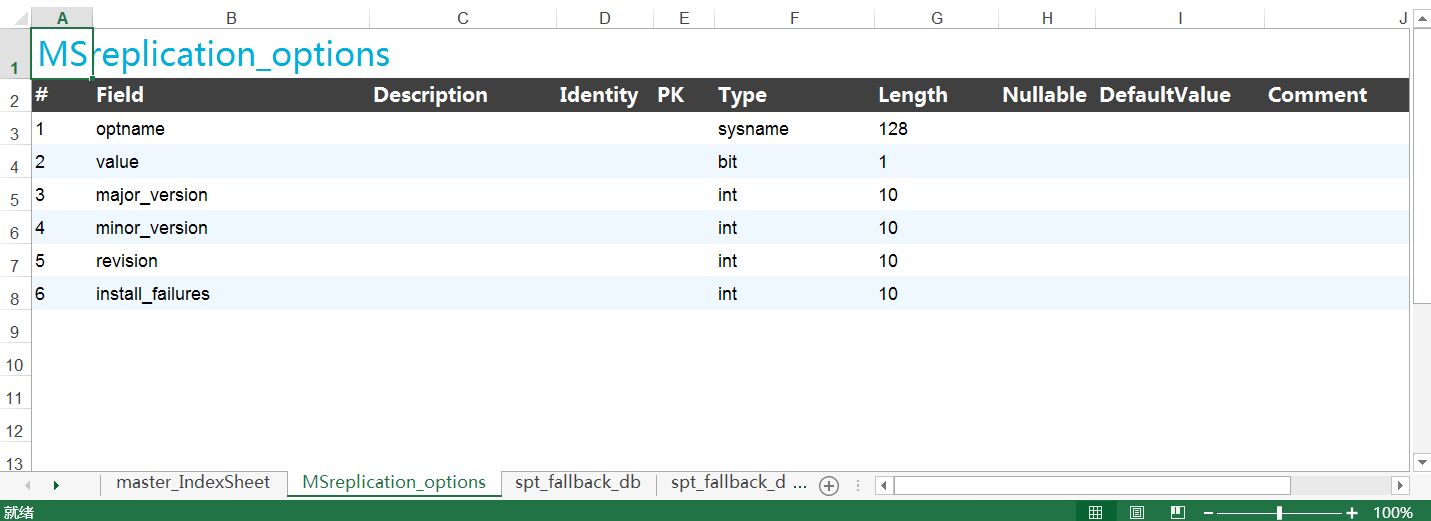 A B C D E F G H I J
1 MSreplication_options
2 # Field Description Identity PK Type Length Nullable DefaultValue Comment
3 1 optname sysname 128
4 2 value bit 1
5 3 major_version int 10
6 4 minor_version int 10
7 5 revision int 10
8 6 install_failures int 10
9
10
11
12
13
master_IndexSheet MSreplication_options spt_fallback_db spt_fallback_d ...
就绪 100%